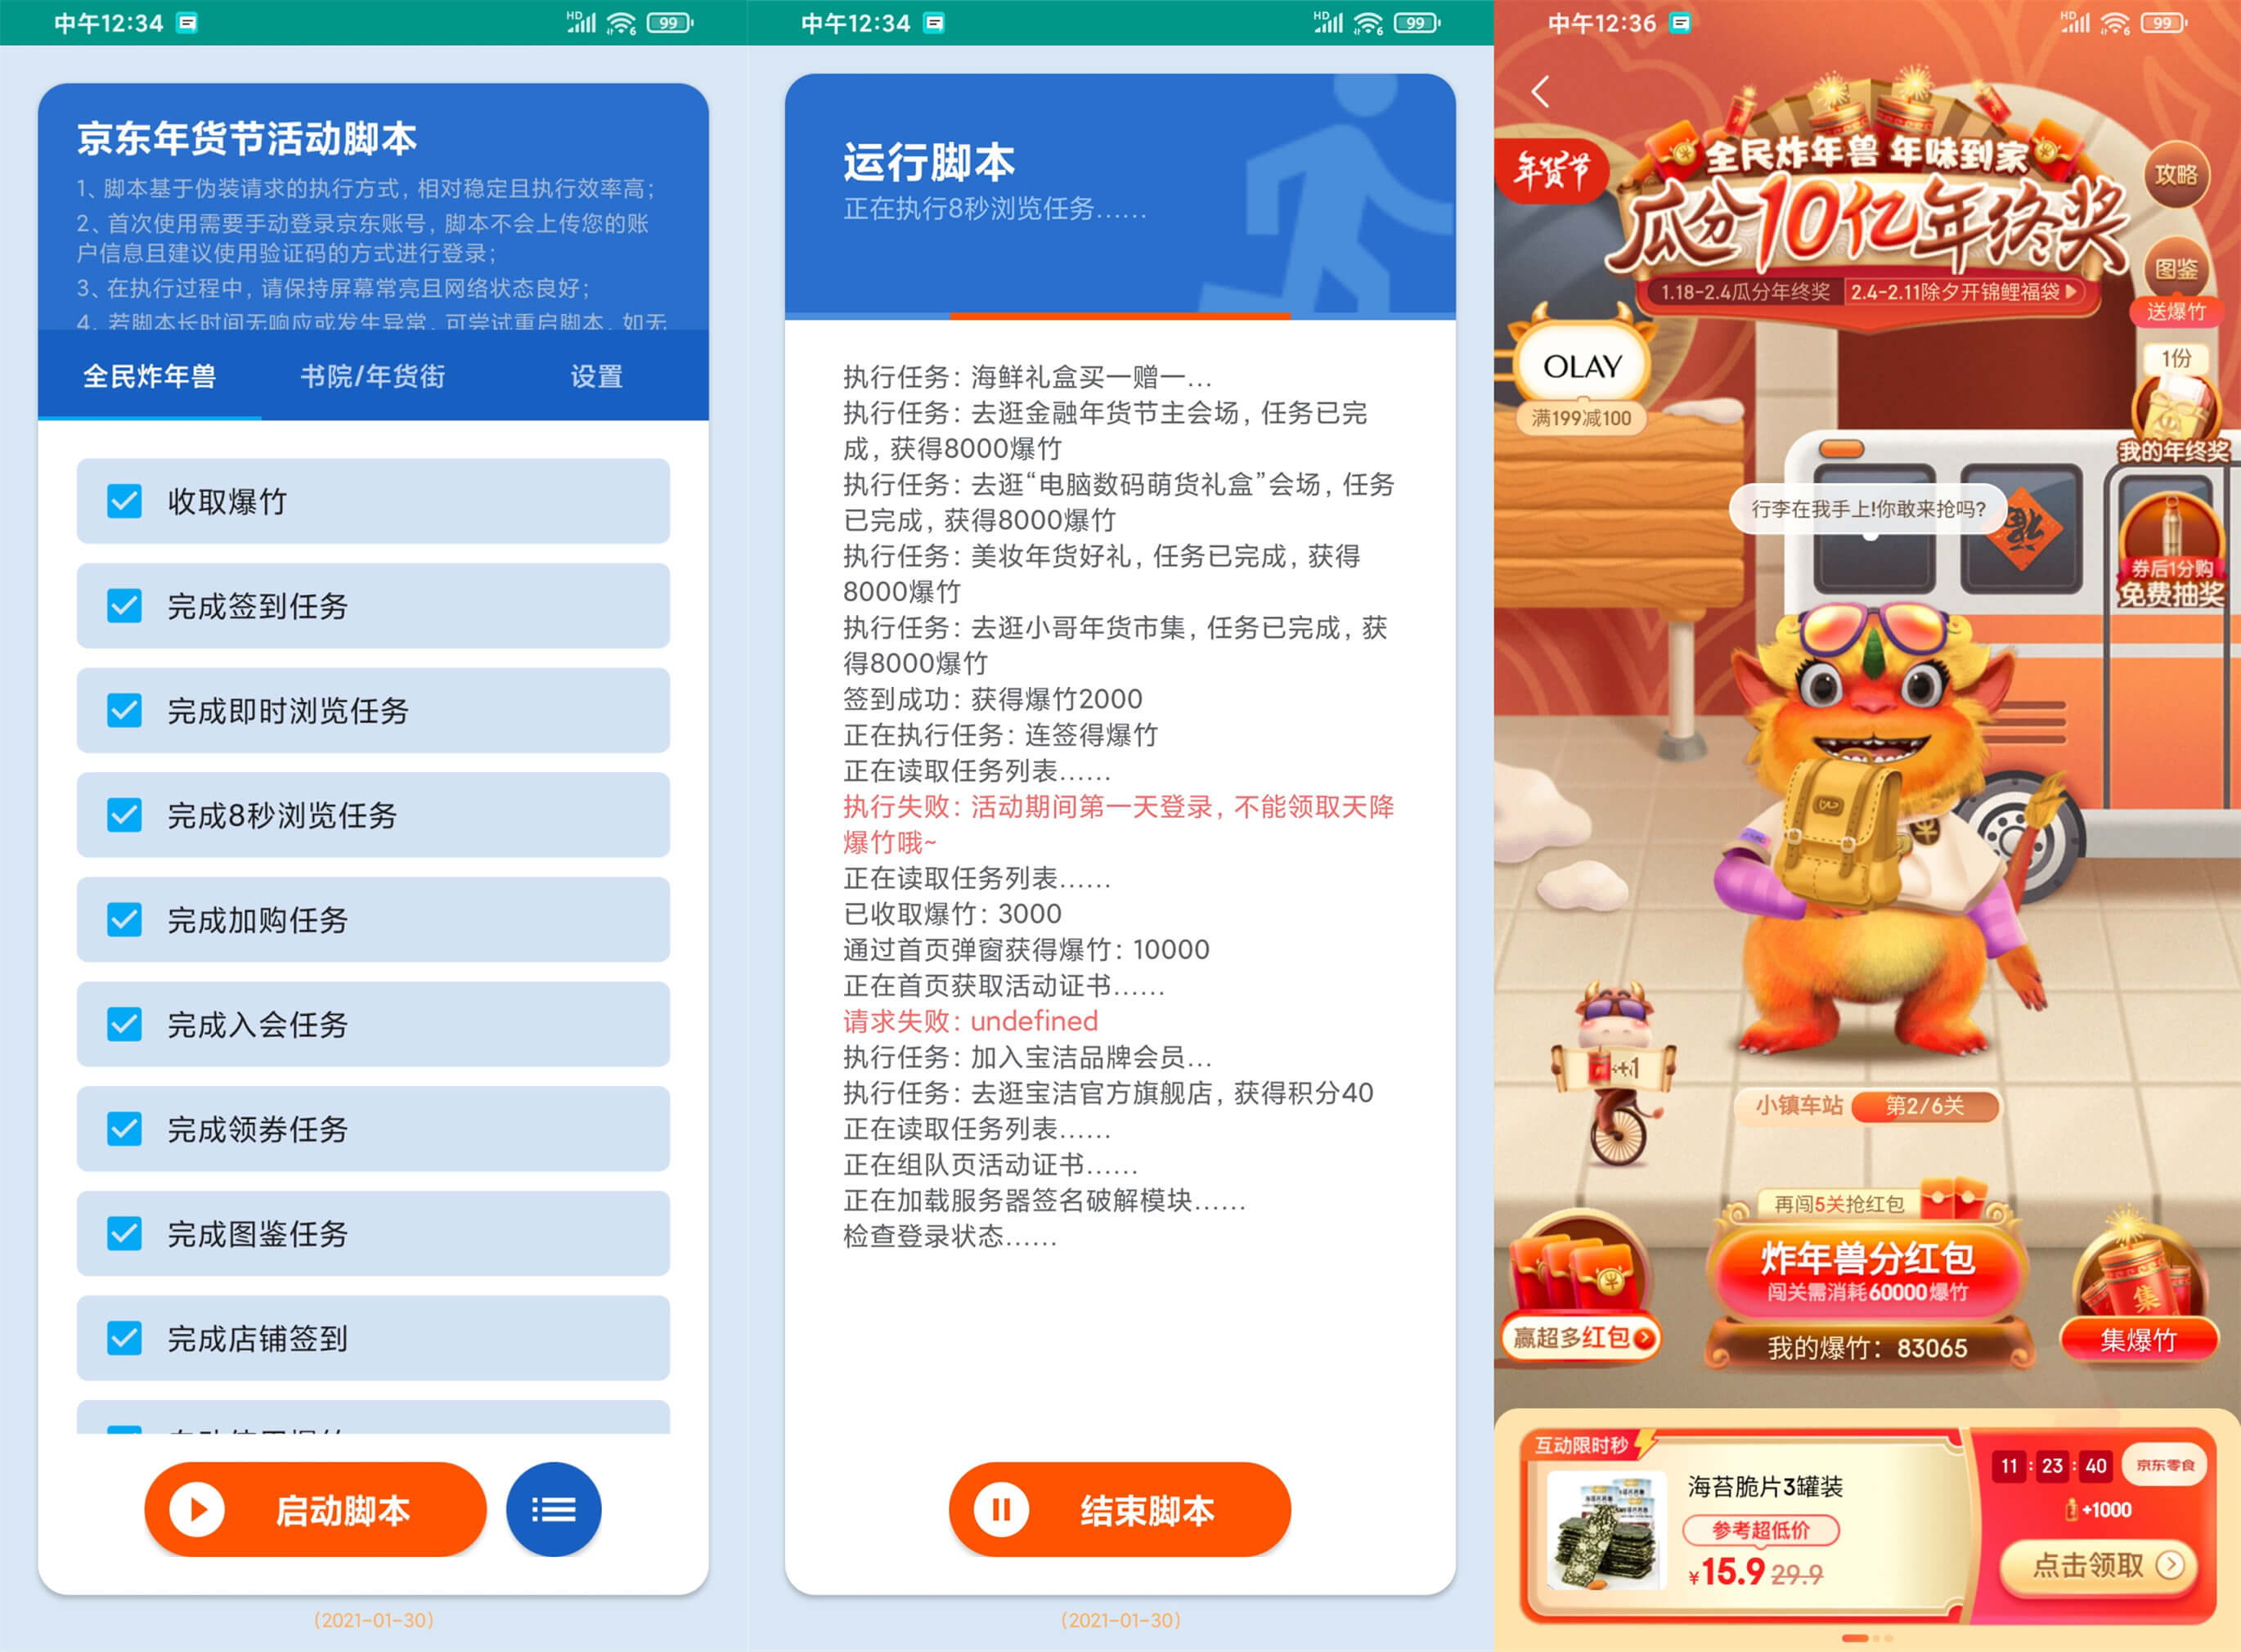 中午12:34
HD
6
99
京东年货节活动脚本
1、脚本基于伪装请求的执行方式，相对稳定且执行效率高；
2、首次使用需要手动登录京东账号，脚本不会上传您的账
户信息且建议使用验证码的方式进行登录；
3、在执行过程中，请保持屏幕常亮且网络状态良好；
4、若脚本长时间无响应或发生异常，可尝试重启脚本，如无
全民炸年兽
书院/年货街
设置
收取爆竹
完成签到任务
完成即时浏览任务
完成8秒浏览任务
完成加购任务
完成入会任务
完成领券任务
完成图鉴任务
完成店铺签到
启动脚本
(2021-01-30)
中午12:34
HD
6
99
运行脚本
正在执行8秒浏览任务......
执行任务：海鲜礼盒买一赠一...
执行任务：去逛金融年货节主会场，任务已完
成，获得8000爆竹
执行任务：去逛“电脑数码萌货礼盒”会场，任务
已完成，获得8000爆竹
执行任务：美妆年货好礼，任务已完成，获得
8000爆竹
执行任务：去逛小哥年货市集，任务已完成，获
得8000爆竹
签到成功：获得爆竹2000
正在执行任务：连签得爆竹
正在读取任务列表......
执行失败：活动期间第一天登录，不能领取天降
爆竹哦~
正在读取任务列表......
已收取爆竹：3000
通过首页弹窗获得爆竹：10000
正在首页获取活动证书......
请求失败：undefined
执行任务：加入宝洁品牌会员...
执行任务：去逛宝洁官方旗舰店，获得积分40
正在读取任务列表......
正在组队页活动证书......
正在加载服务器签名破解模块......
检查登录状态......
结束脚本
(2021-01-30)
中午12:36
HD
6
99
年货节
全民炸年兽 年味到家
瓜分10亿年终奖
1.18-2.4瓜分年终奖
2.4-2.11除夕开锦鲤福袋
攻略
图鉴
送爆竹
1份
我的年终奖
OLAY
满199减100
行李在我手上!你敢来抢吗?
福
券后1分购
免费抽奖
+1
小镇车站
第2/6关
再闯5关抢红包
炸年兽分红包
闯关需消耗60000爆竹
我的爆竹：83065
赢超多红包
集
集爆竹
互动限时秒
海苔脆片3罐装
参考超低价
¥15.9 29.9
11:23:40
京东零食
+1000
点击领取